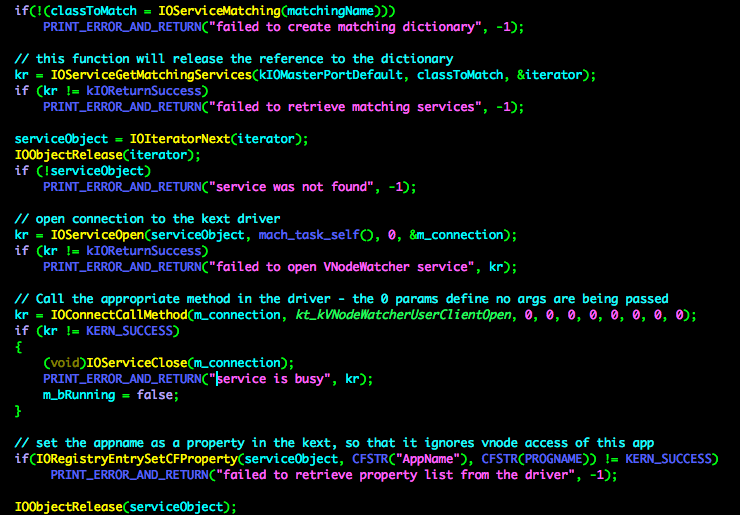 if(!(classToMatch = IOServiceMatching(matchingName)))
PRINT_ERROR_AND_RETURN("failed to create matching dictionary", -1);
// this function will release the reference to the dictionary
kr = IOServiceGetMatchingServices(kIOMasterPortDefault, classToMatch, &iterator);
if (kr != kIOReturnSuccess)
PRINT_ERROR_AND_RETURN("failed to retrieve matching services", -1);
serviceObject = IOIteratorNext(iterator);
IOObjectRelease(iterator);
if (!serviceObject)
PRINT_ERROR_AND_RETURN("service was not found", -1);
// open connection to the kext driver
kr = IOServiceOpen(serviceObject, mach_task_self(), 0, &m_connection);
if (kr != kIOReturnSuccess)
PRINT_ERROR_AND_RETURN("failed to open VNodeWatcher service", kr);
// Call the appropriate method in the driver - the 0 params define no args are being passed
kr = IOConnectCallMethod(m_connection, kt_kVNodeWatcherUserClientOpen, 0, 0, 0, 0, 0, 0, 0, 0);
if (kr != KERN_SUCCESS)
{
(void)IOServiceClose(m_connection);
PRINT_ERROR_AND_RETURN("service is busy", kr);
m_bRunning = false;
}
// set the appname as a property in the kext, so that it ignores vnode access of this app
if(IORegistryEntrySetCFProperty(serviceObject, CFSTR("AppName"), CFSTR(PROGNAME)) != KERN_SUCCESS)
PRINT_ERROR_AND_RETURN("failed to retrieve property list from the driver", -1);
IOObjectRelease(serviceObject);